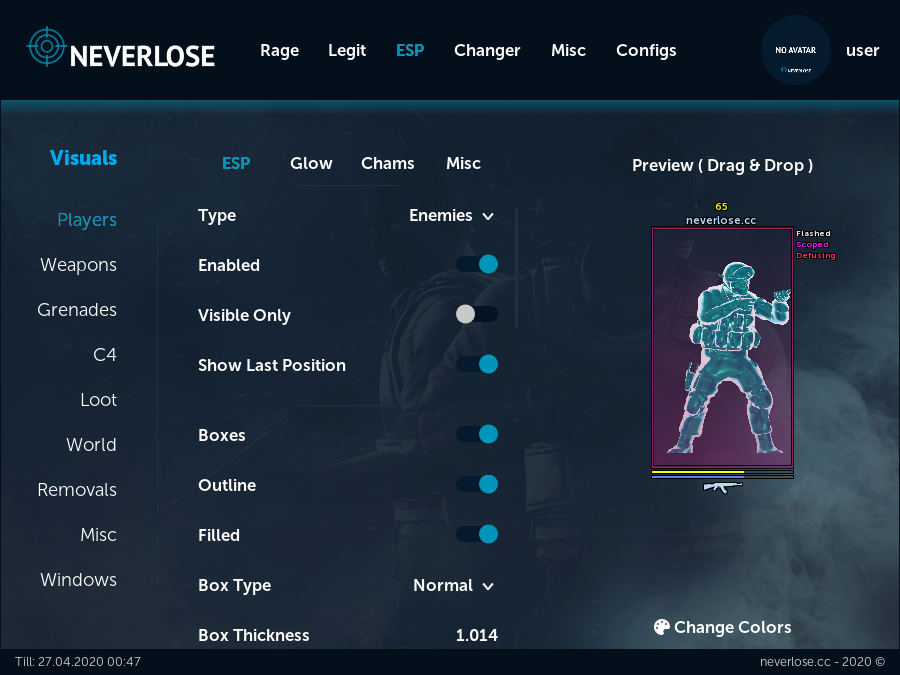 NEVERLOSE
Rage Legit ESP Changer Misc Configs
NO AVATAR
NEVERLOSE
user
Visuals
Players
Weapons
Grenades
C4
Loot
World
Removals
Misc
Windows
ESP Glow Chams Misc
Type Enemies
Enabled
Visible Only
Show Last Position
Boxes
Outline
Filled
Box Type Normal
Box Thickness 1.014
Preview ( Drag & Drop )
65
neverlose.cc
Flashed
Scoped
Defusing
Change Colors
Till: 27.04.2020 00:47
neverlose.cc - 2020 ©